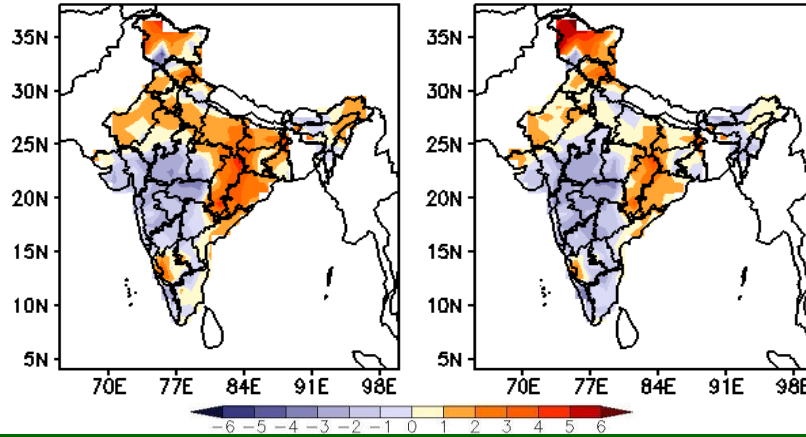 35N 35N
30N 30N
25N 25N
20N 20N
15N 15N
10N 10N
5N 5N
70E 77E 84E 91E 98E 70E 77E 84E 91E 98E
-6 -5 -4 -3 -2 -1 0 1 2 3 4 5 6